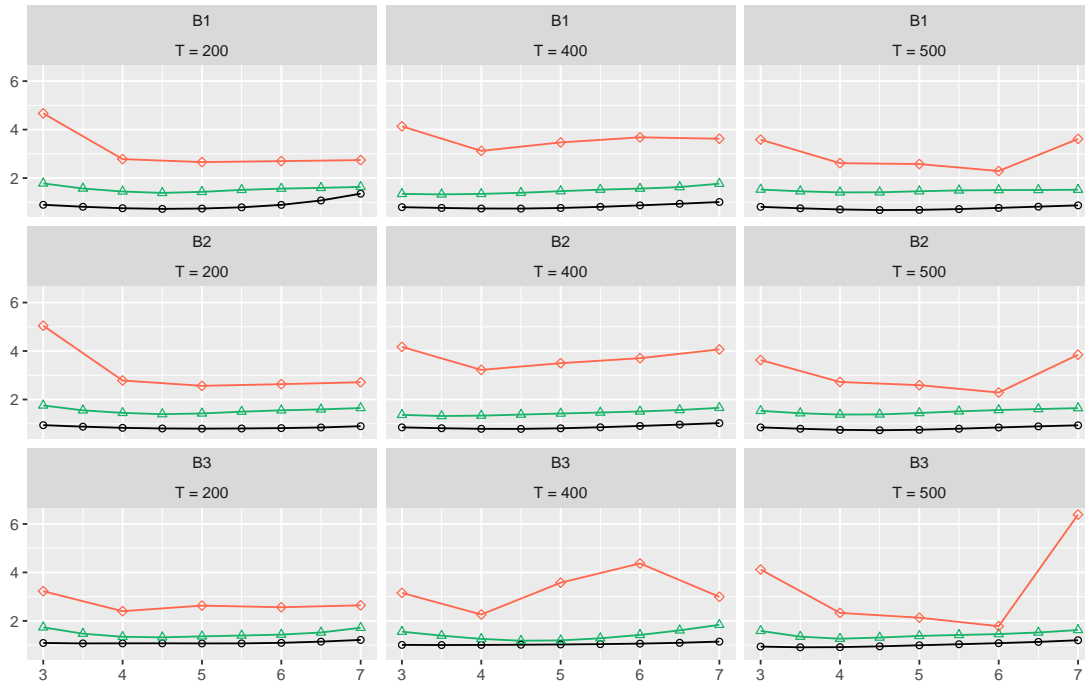 B1
T = 200
B1
T = 400
B1
T = 500
6
4
2
B2
T = 200
B2
T = 400
B2
T = 500
6
4
2
B3
T = 200
B3
T = 400
B3
T = 500
6
4
2
3 4 5 6 7
3 4 5 6 7
3 4 5 6 7